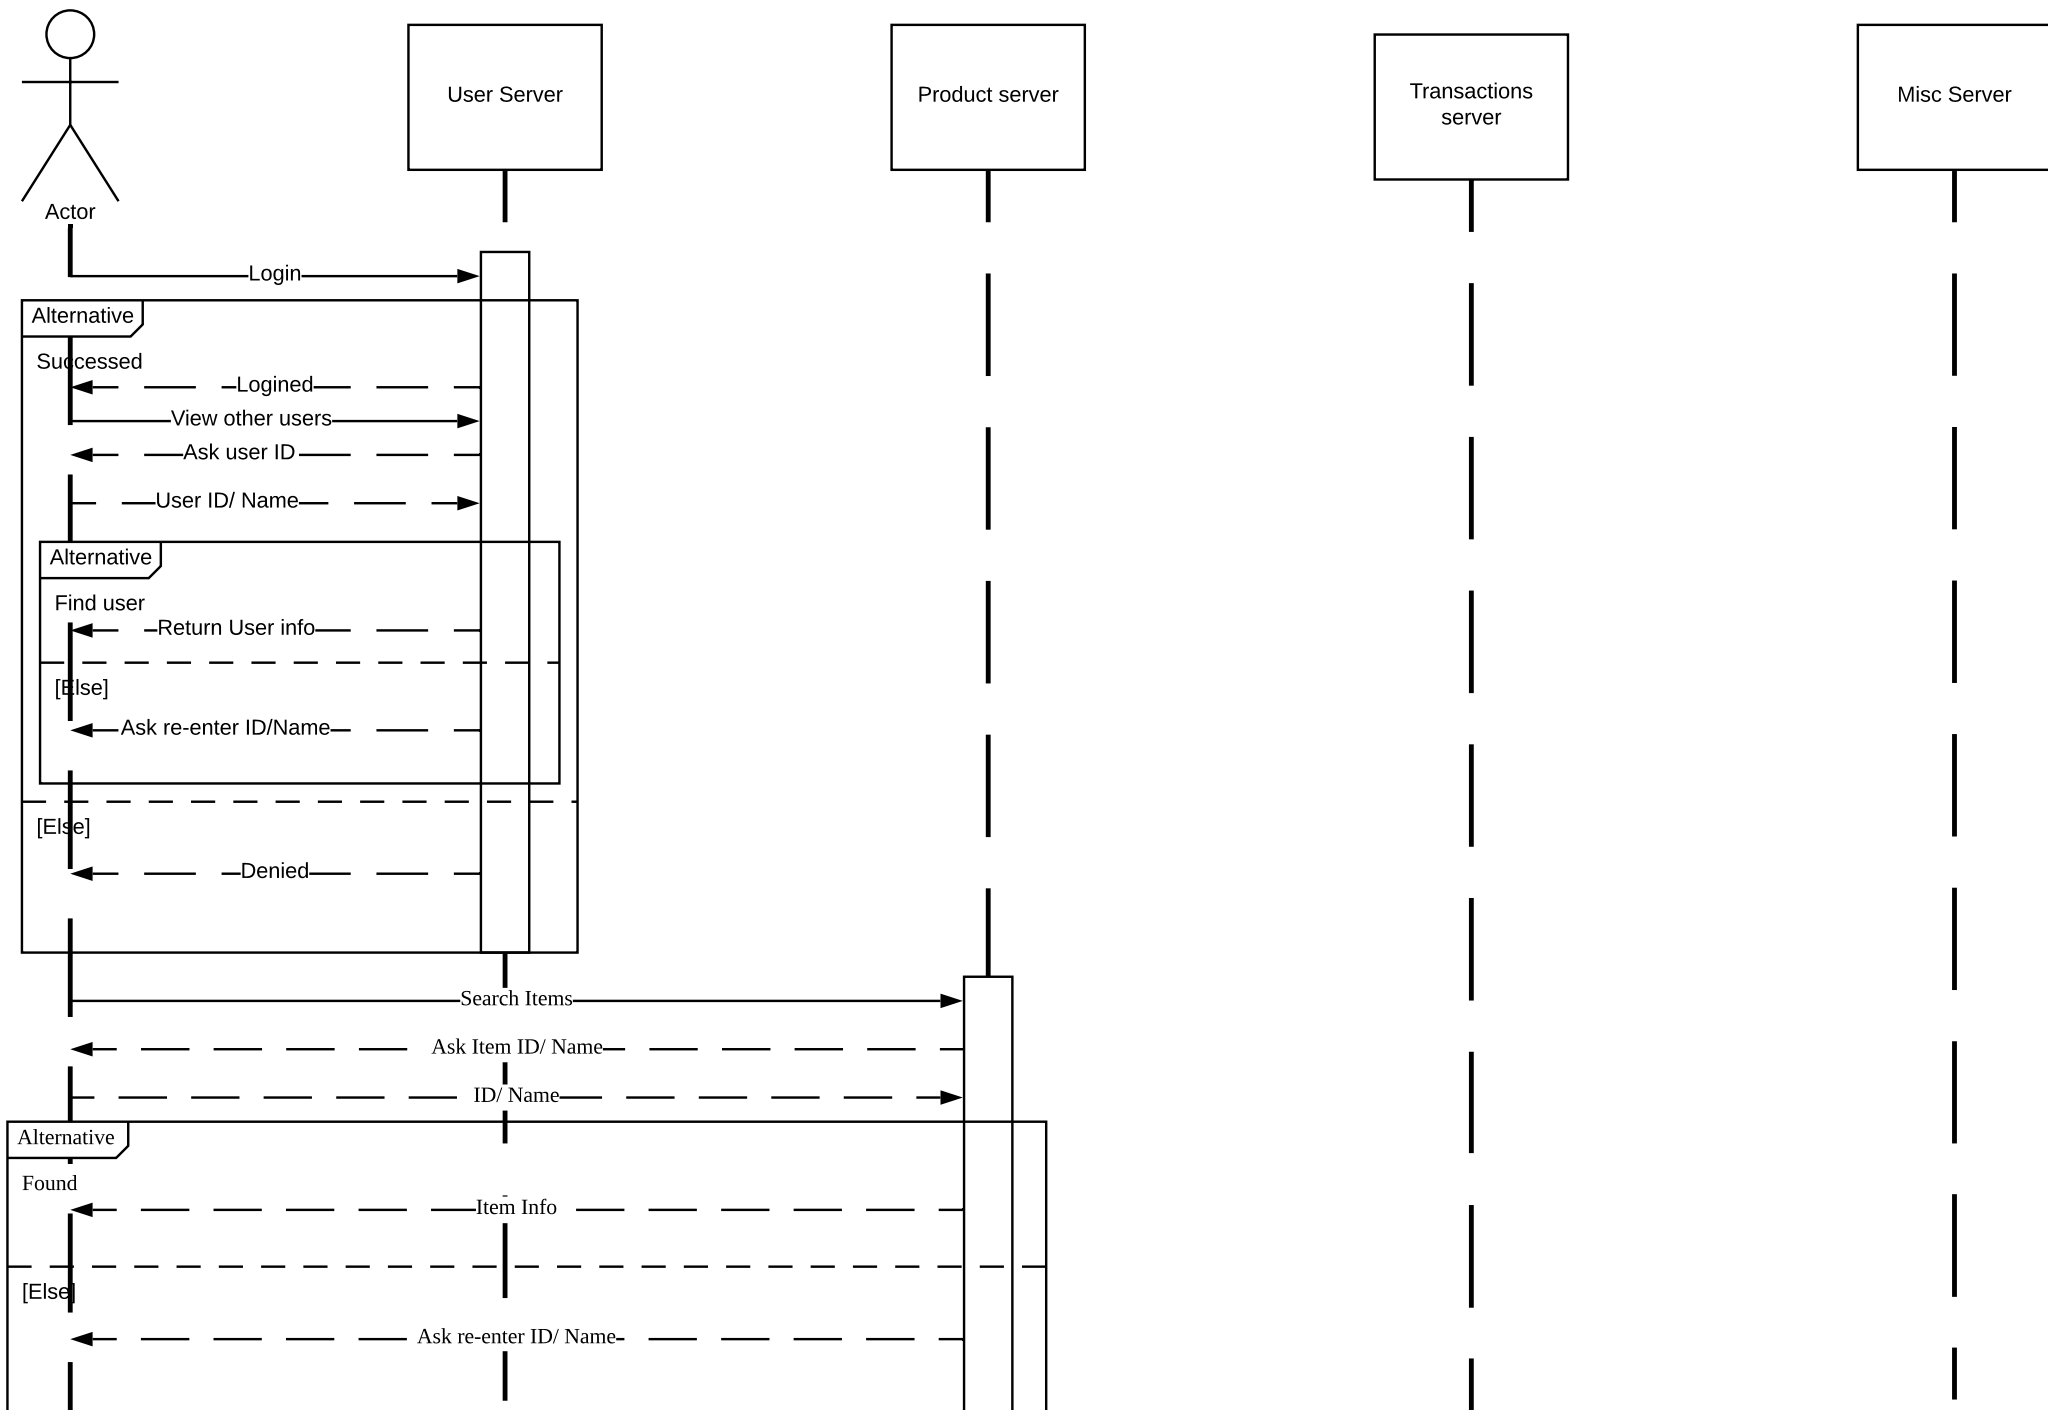 User Server
Product server
Transactions
server
Misc Server
Actor
Login
Alternative
Successed
Logined
View other users
Ask user ID
User ID/ Name
Alternative
Find user
Return User info
[Else]
Ask re-enter ID/Name
[Else]
Denied
Search Items
Ask Item ID/ Name
ID/ Name
Alternative
Found
Item Info
[Else]
Ask re-enter ID/ Name